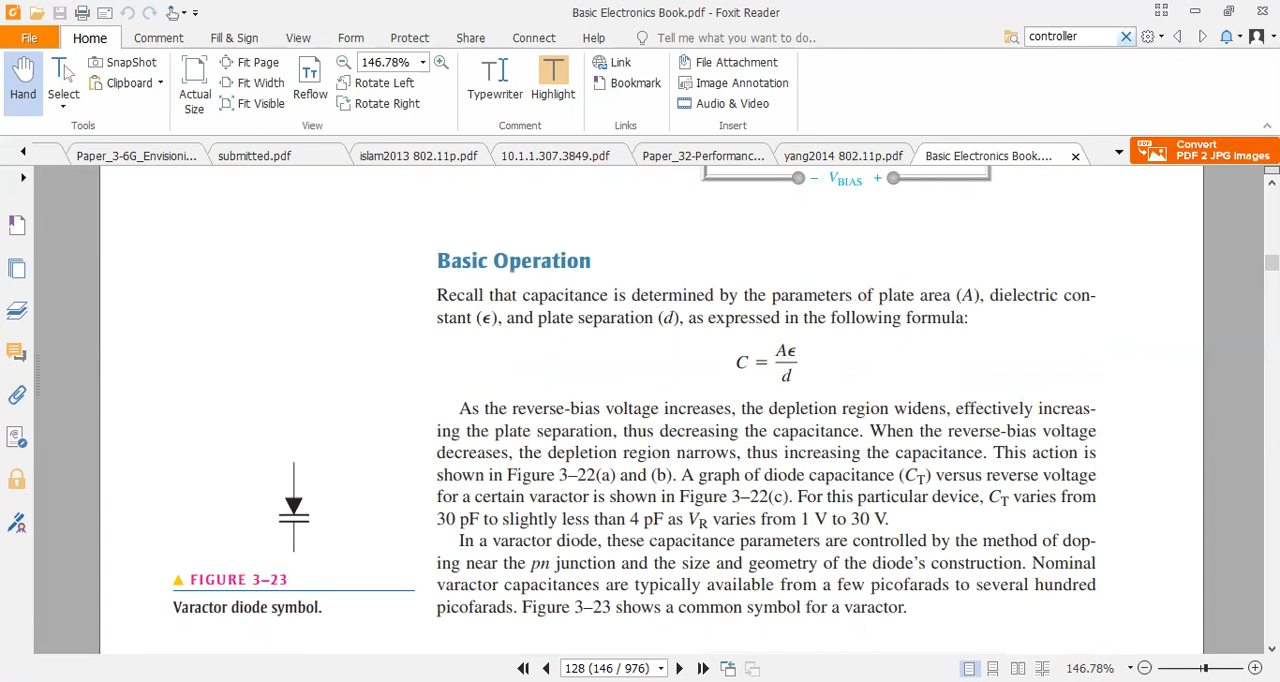 Basic Electronics Book.pdf - Foxit Reader
File Home Comment Fill & Sign View Form Protect Share Connect Help Tell me what you want to do.. controller
SnapShot Fit Page 146.78% Link File Attachment
Clipboard Fit Width Rotate Left Bookmark Image Annotation
Hand Select Actual Size Reflow Fit Visible Rotate Right Typewriter Highlight Audio & Video
Tools View Comment Links Insert
Paper_3-6G_Envisioni... submitted.pdf islam2013 802.11p.pdf 10.1.1.307.3849.pdf Paper_32-Performanc... yang2014 802.11p.pdf Basic Electronics Book....
Convert
PDF 2 JPG Images
− VBIAS +
Basic Operation
Recall that capacitance is determined by the parameters of plate area (A), dielectric con-
stant (ϵ), and plate separation (d), as expressed in the following formula:
C = Aϵ/d
As the reverse-bias voltage increases, the depletion region widens, effectively increas-
ing the plate separation, thus decreasing the capacitance. When the reverse-bias voltage
decreases, the depletion region narrows, thus increasing the capacitance. This action is
shown in Figure 3–22(a) and (b). A graph of diode capacitance (CT) versus reverse voltage
for a certain varactor is shown in Figure 3–22(c). For this particular device, CT varies from
30 pF to slightly less than 4 pF as VR varies from 1 V to 30 V.
In a varactor diode, these capacitance parameters are controlled by the method of dop-
ing near the pn junction and the size and geometry of the diode's construction. Nominal
varactor capacitances are typically available from a few picofarads to several hundred
picofarads. Figure 3–23 shows a common symbol for a varactor.
▲ FIGURE 3–23
Varactor diode symbol.
128 (146 / 976) 146.78%